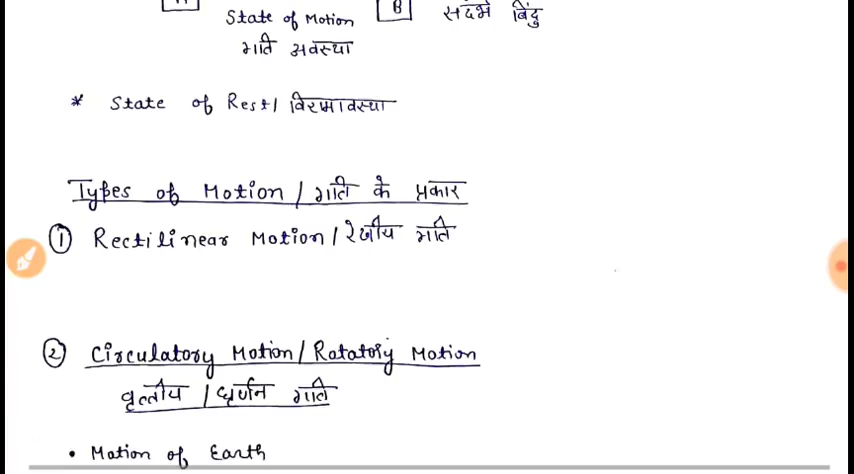 State of Motion B संदर्भ बिंदु
गति अवस्था
* State of Rest / विरामावस्था
Types of Motion / गति के प्रकार
① Rectilinear Motion / रेखीय गति
② Circulatory Motion / Rotatory Motion
वृत्तीय / घूर्णन गति
• Motion of Earth